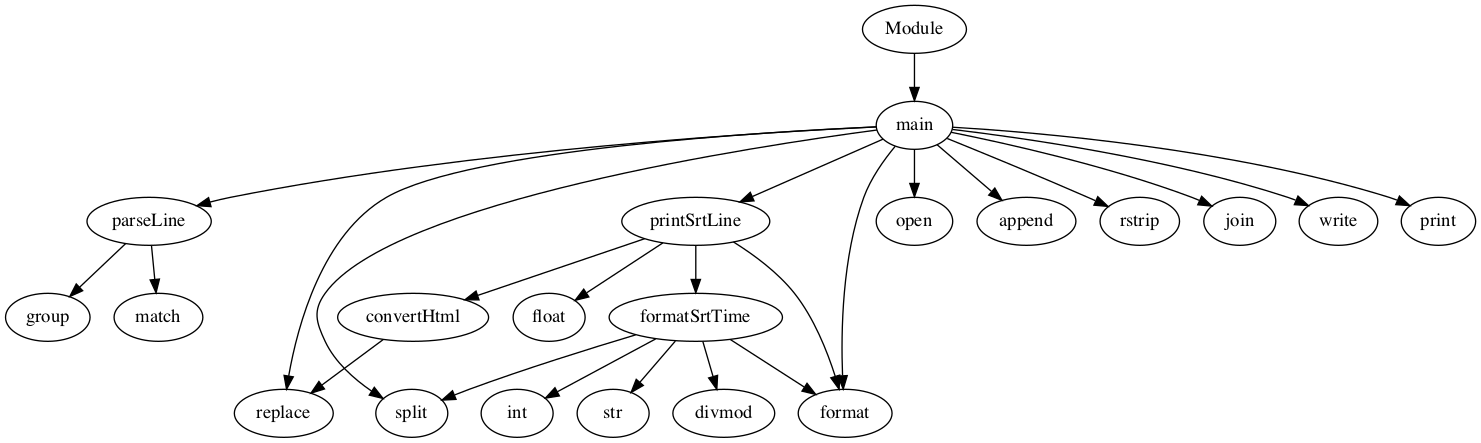 Module
main
parseLine
printSrtLine
open
append
rstrip
join
write
print
group
match
convertHtml
float
formatSrtTime
replace
split
int
str
divmod
format